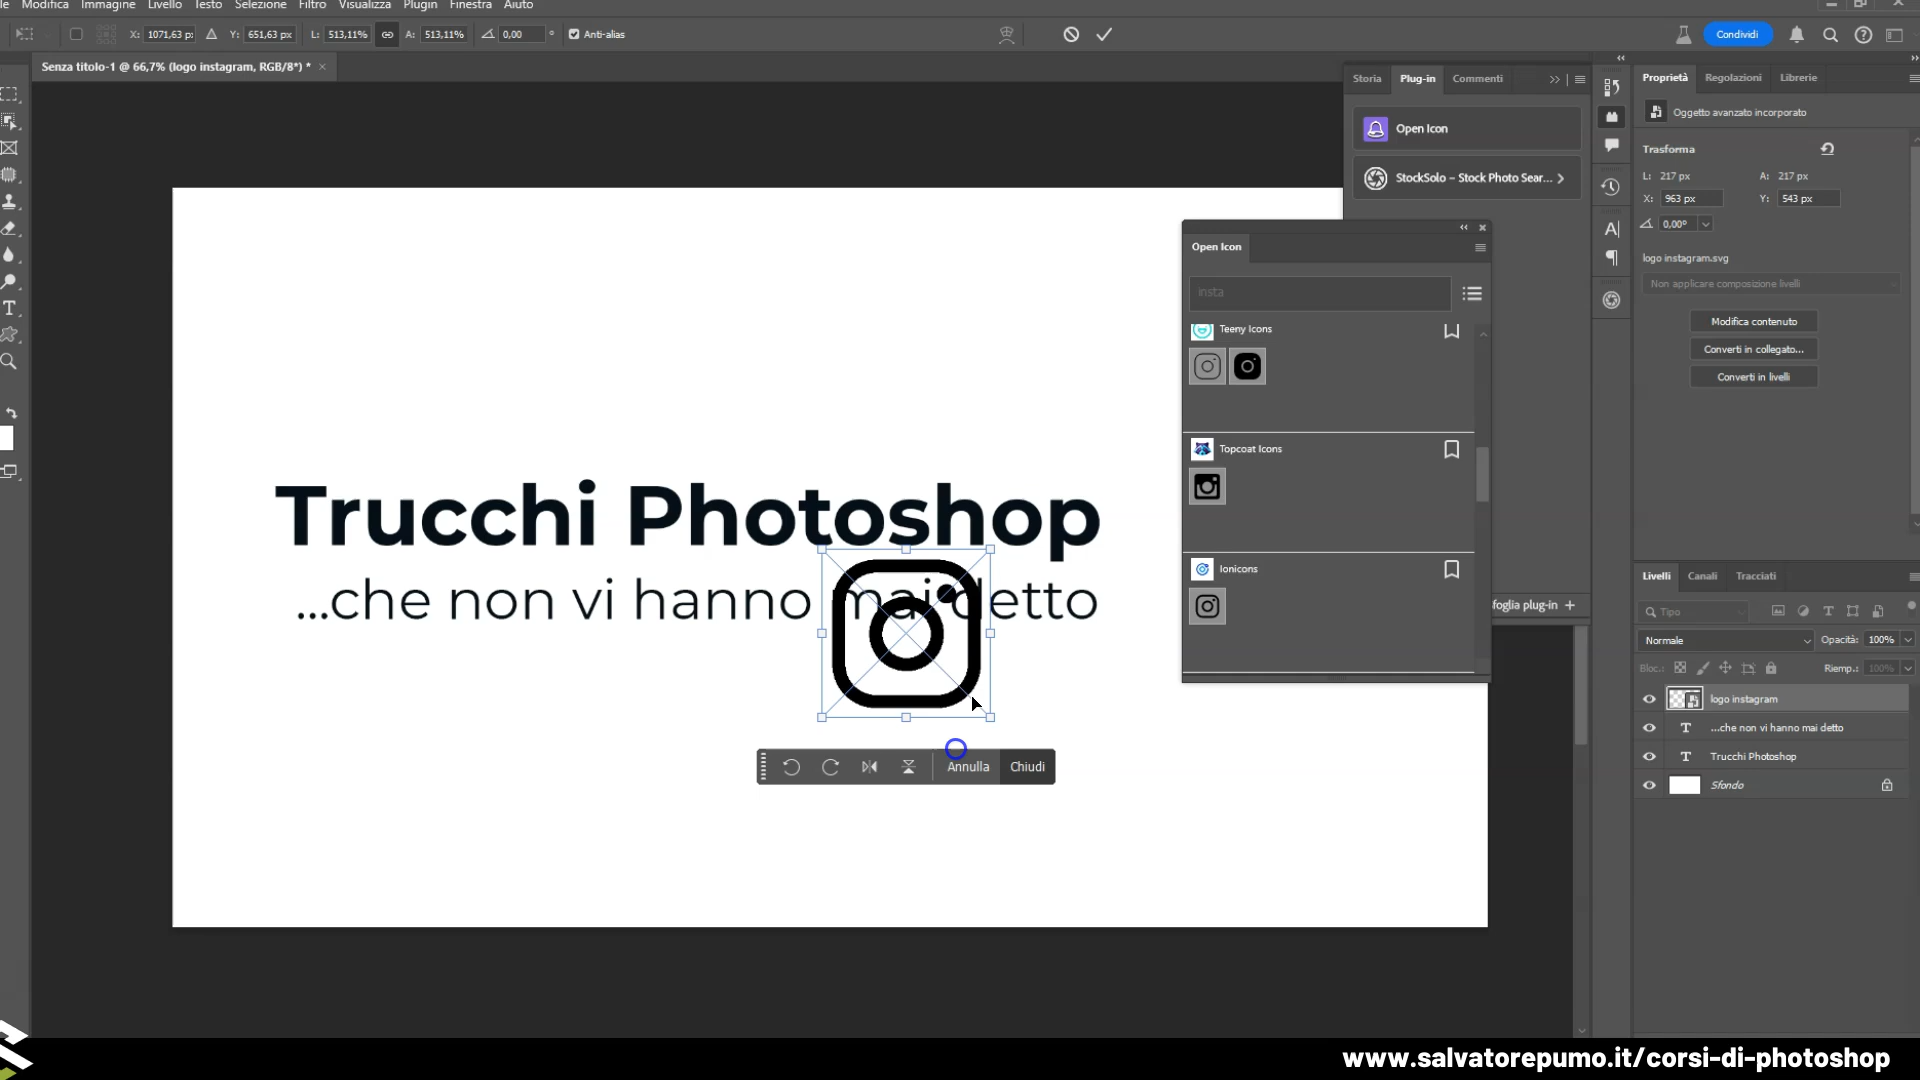 Modifica Immagine Livello Testo Selezione Filtro Visualizza Plugin Finestra Aiuto
X: 1071,63 px Y: 651,63 px L: 513,11% A: 513,11% 0,00 ° Anti-alias
Condividi
Senza titolo-1 @ 66,7% (logo instagram, RGB/8*) * ×
Storia Plug-in Commenti
Open Icon
StockSolo – Stock Photo Sear...
Open Icon
insta
Teeny Icons
Topcoat Icons
Ionicons
foglia plug-in +
Trucchi Photoshop
...che non vi hanno mai detto
Annulla Chiudi
Proprietà Regolazioni Librerie
Oggetto avanzato incorporato
Trasforma
L: 217 px A: 217 px
X: 963 px Y: 543 px
0,00°
logo instagram.svg
Non applicare composizione livelli
Modifica contenuto
Converti in collegato...
Converti in livelli
Livelli Canali Tracciati
Tipo
Normale Opacità: 100%
Bloc.: Riemp.: 100%
logo instagram
T ...che non vi hanno mai detto
T Trucchi Photoshop
Sfondo
www.salvatorepumo.it/corsi-di-photoshop